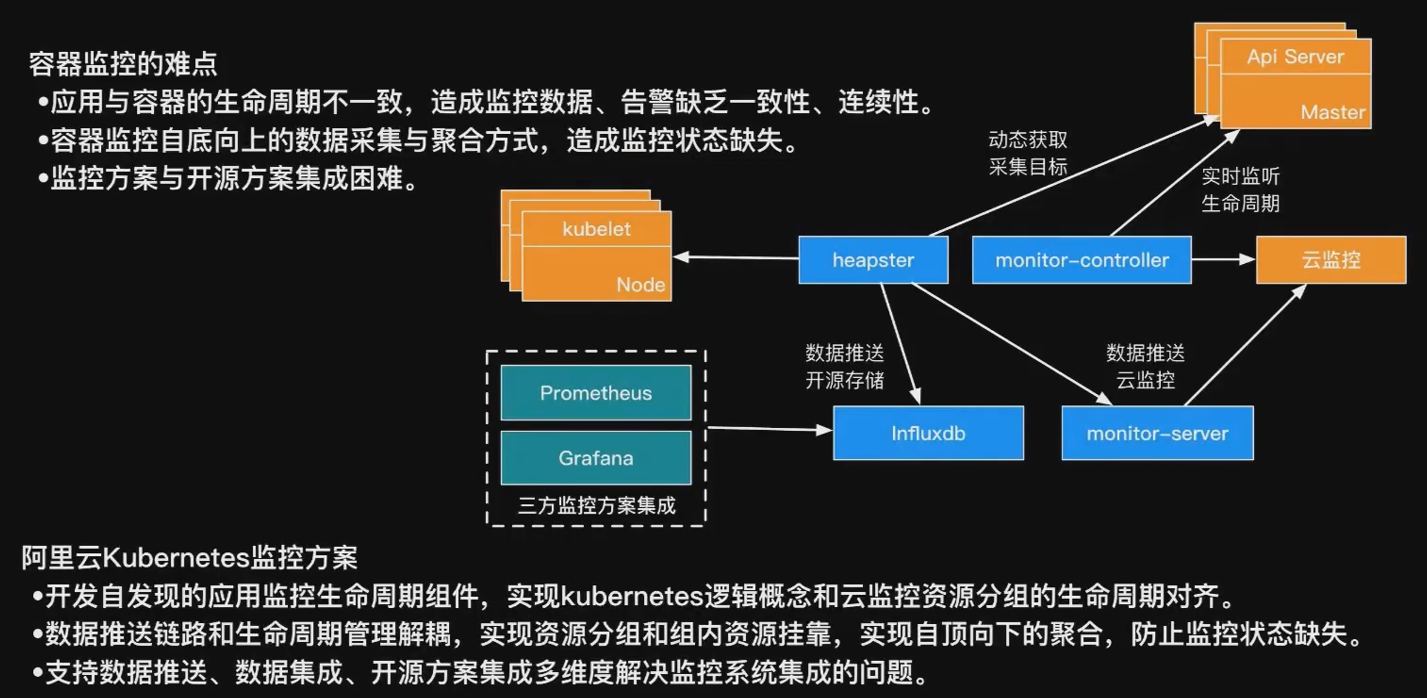 容器监控的难点
•应用与容器的生命周期不一致，造成监控数据、告警缺乏一致性、连续性。
•容器监控自底向上的数据采集与聚合方式，造成监控状态缺失。
•监控方案与开源方案集成困难。
Api Server
Master
动态获取
采集目标
实时监听
生命周期
kubelet
Node
heapster
monitor-controller
云监控
数据推送
开源存储
数据推送
云监控
Prometheus
Grafana
三方监控方案集成
Influxdb
monitor-server
阿里云Kubernetes监控方案
•开发自发现的应用监控生命周期组件，实现kubernetes逻辑概念和云监控资源分组的生命周期对齐。
•数据推送链路和生命周期管理解耦，实现资源分组和组内资源挂靠，实现自顶向下的聚合，防止监控状态缺失。
•支持数据推送、数据集成、开源方案集成多维度解决监控系统集成的问题。